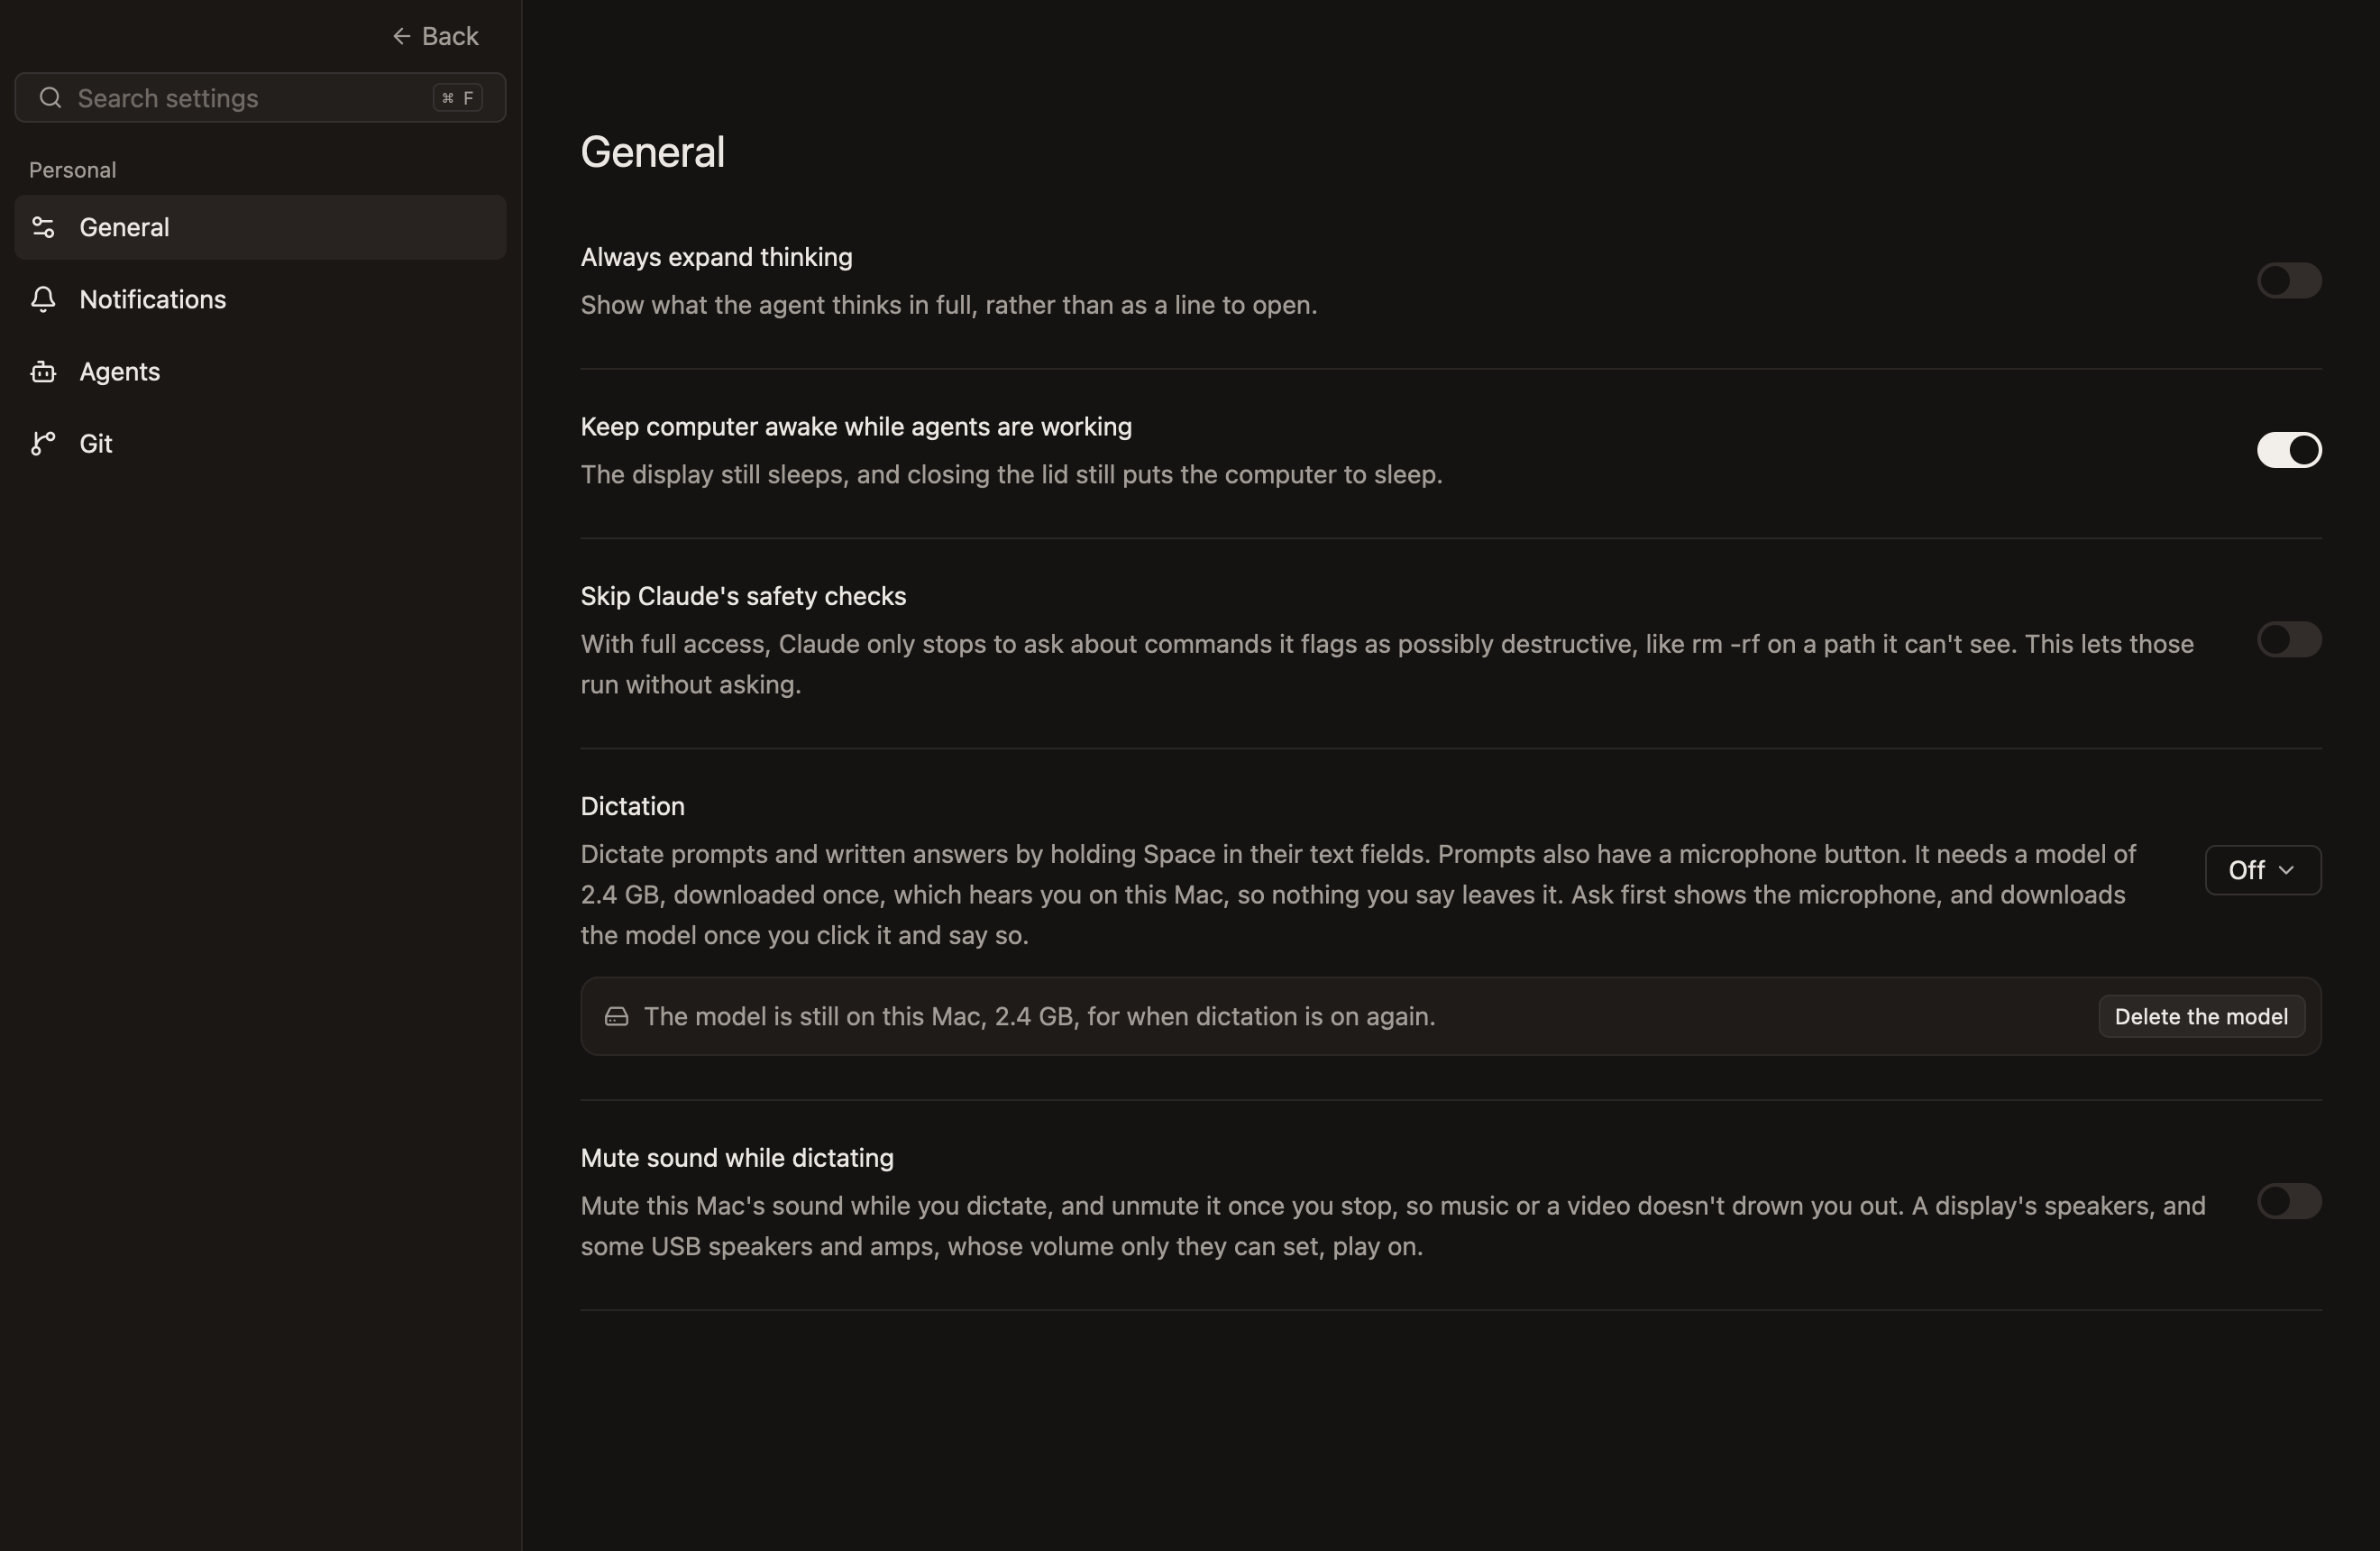 Back
Search settings
⌘ F
Personal
General
Notifications
Agents
Git
General
Always expand thinking
Show what the agent thinks in full, rather than as a line to open.
Keep computer awake while agents are working
The display still sleeps, and closing the lid still puts the computer to sleep.
Skip Claude's safety checks
With full access, Claude only stops to ask about commands it flags as possibly destructive, like rm -rf on a path it can't see. This lets those
run without asking.
Dictation
Dictate prompts and written answers by holding Space in their text fields. Prompts also have a microphone button. It needs a model of
2.4 GB, downloaded once, which hears you on this Mac, so nothing you say leaves it. Ask first shows the microphone, and downloads
the model once you click it and say so.
Off
The model is still on this Mac, 2.4 GB, for when dictation is on again.
Delete the model
Mute sound while dictating
Mute this Mac's sound while you dictate, and unmute it once you stop, so music or a video doesn't drown you out. A display's speakers, and
some USB speakers and amps, whose volume only they can set, play on.